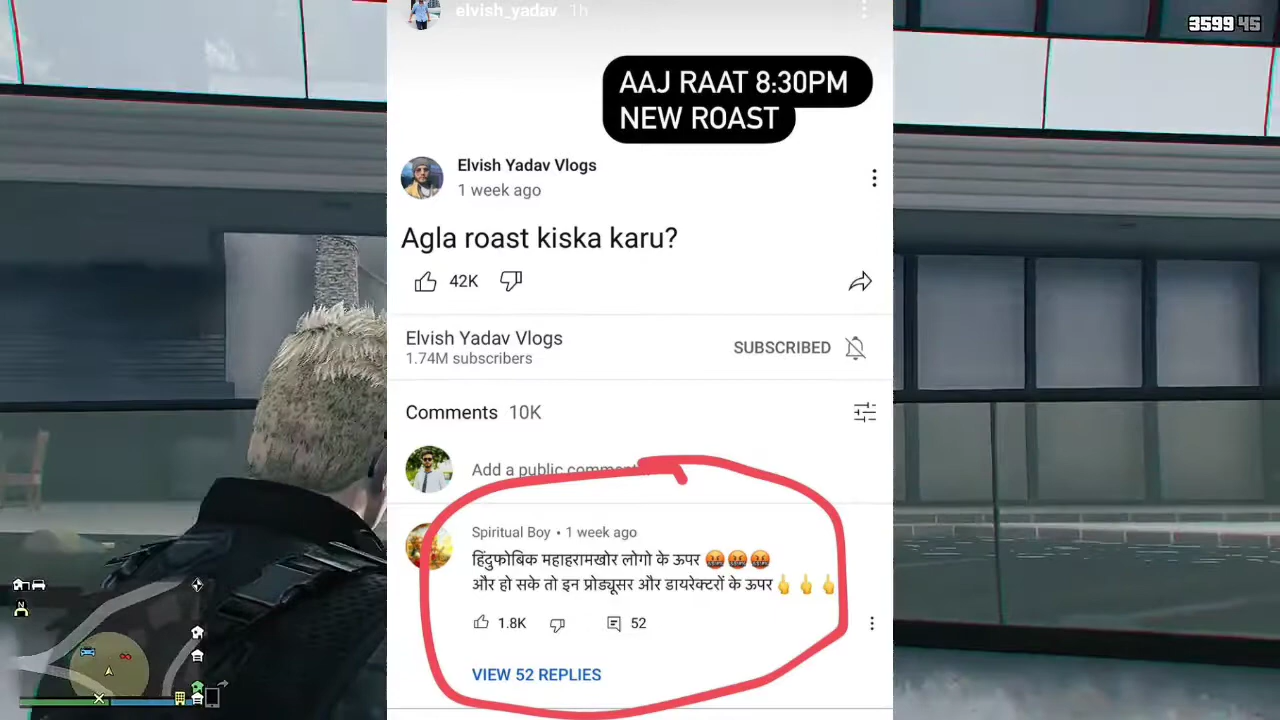 elvish_yadav 1h
3599 45
AAJ RAAT 8:30PM
NEW ROAST
Elvish Yadav Vlogs
1 week ago
Agla roast kiska karu?
42K
Elvish Yadav Vlogs
1.74M subscribers
SUBSCRIBED
Comments 10K
Add a public comment
Spiritual Boy • 1 week ago
हिंदुफोबिक महाहरामखोर लोगो के ऊपर 🤬🤬🤬
और हो सके तो इन प्रोड्यूसर और डायरेक्टरों के ऊपर🖕🖕🖕
1.8K 52
VIEW 52 REPLIES
N